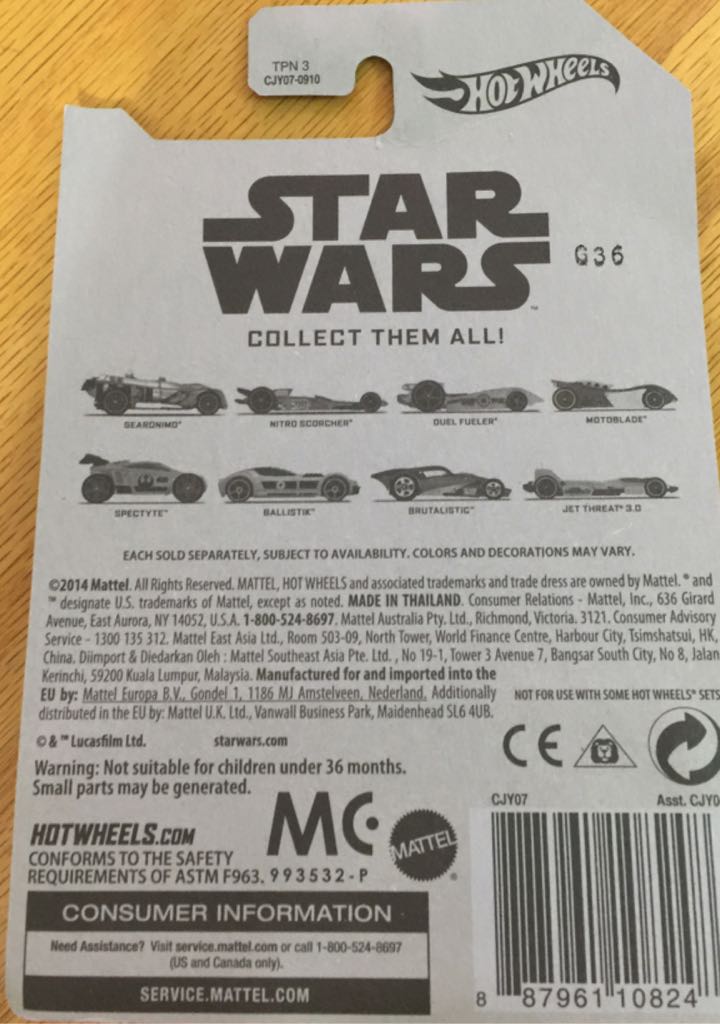 TPN 3
CJY07-0910
HOT WHEELS
STAR
WARS™
G36
COLLECT THEM ALL!
GEARONIMO™ NITRO SCORCHER™ DUEL FUELER™ MOTOBLADE™
SPECTYTE™ BALLISTIK™ BRUTALISTIC™ JET THREAT® 3.0
EACH SOLD SEPARATELY, SUBJECT TO AVAILABILITY. COLORS AND DECORATIONS MAY VARY.
©2014 Mattel. All Rights Reserved. MATTEL, HOT WHEELS and associated trademarks and trade dress are owned by Mattel. ® and
™ designate U.S. trademarks of Mattel, except as noted. MADE IN THAILAND. Consumer Relations - Mattel, Inc., 636 Girard
Avenue, East Aurora, NY 14052, U.S.A. 1-800-524-8697. Mattel Australia Pty. Ltd., Richmond, Victoria. 3121. Consumer Advisory
Service - 1300 135 312. Mattel East Asia Ltd., Room 503-09, North Tower, World Finance Centre, Harbour City, Tsimshatsui, HK,
China. Diimport & Diedarkan Oleh : Mattel Southeast Asia Pte. Ltd. , No 19-1, Tower 3 Avenue 7, Bangsar South City, No 8, Jalan
Kerinchi, 59200 Kuala Lumpur, Malaysia. Manufactured for and imported into the
EU by: Mattel Europa B.V., Gondel 1, 1186 MJ Amstelveen, Nederland. Additionally
distributed in the EU by: Mattel U.K. Ltd., Vanwall Business Park, Maidenhead SL6 4UB.
NOT FOR USE WITH SOME HOT WHEELS® SETS
© & ™ Lucasfilm Ltd. starwars.com
Warning: Not suitable for children under 36 months.
Small parts may be generated.
CE
HOTWHEELS.COM
CONFORMS TO THE SAFETY
REQUIREMENTS OF ASTM F963. 993532-P
MC
MATTEL®
CJY07 Asst. CJY0
CONSUMER INFORMATION
Need Assistance? Visit service.mattel.com or call 1-800-524-8697
(US and Canada only).
SERVICE.MATTEL.COM
8 87961 10824